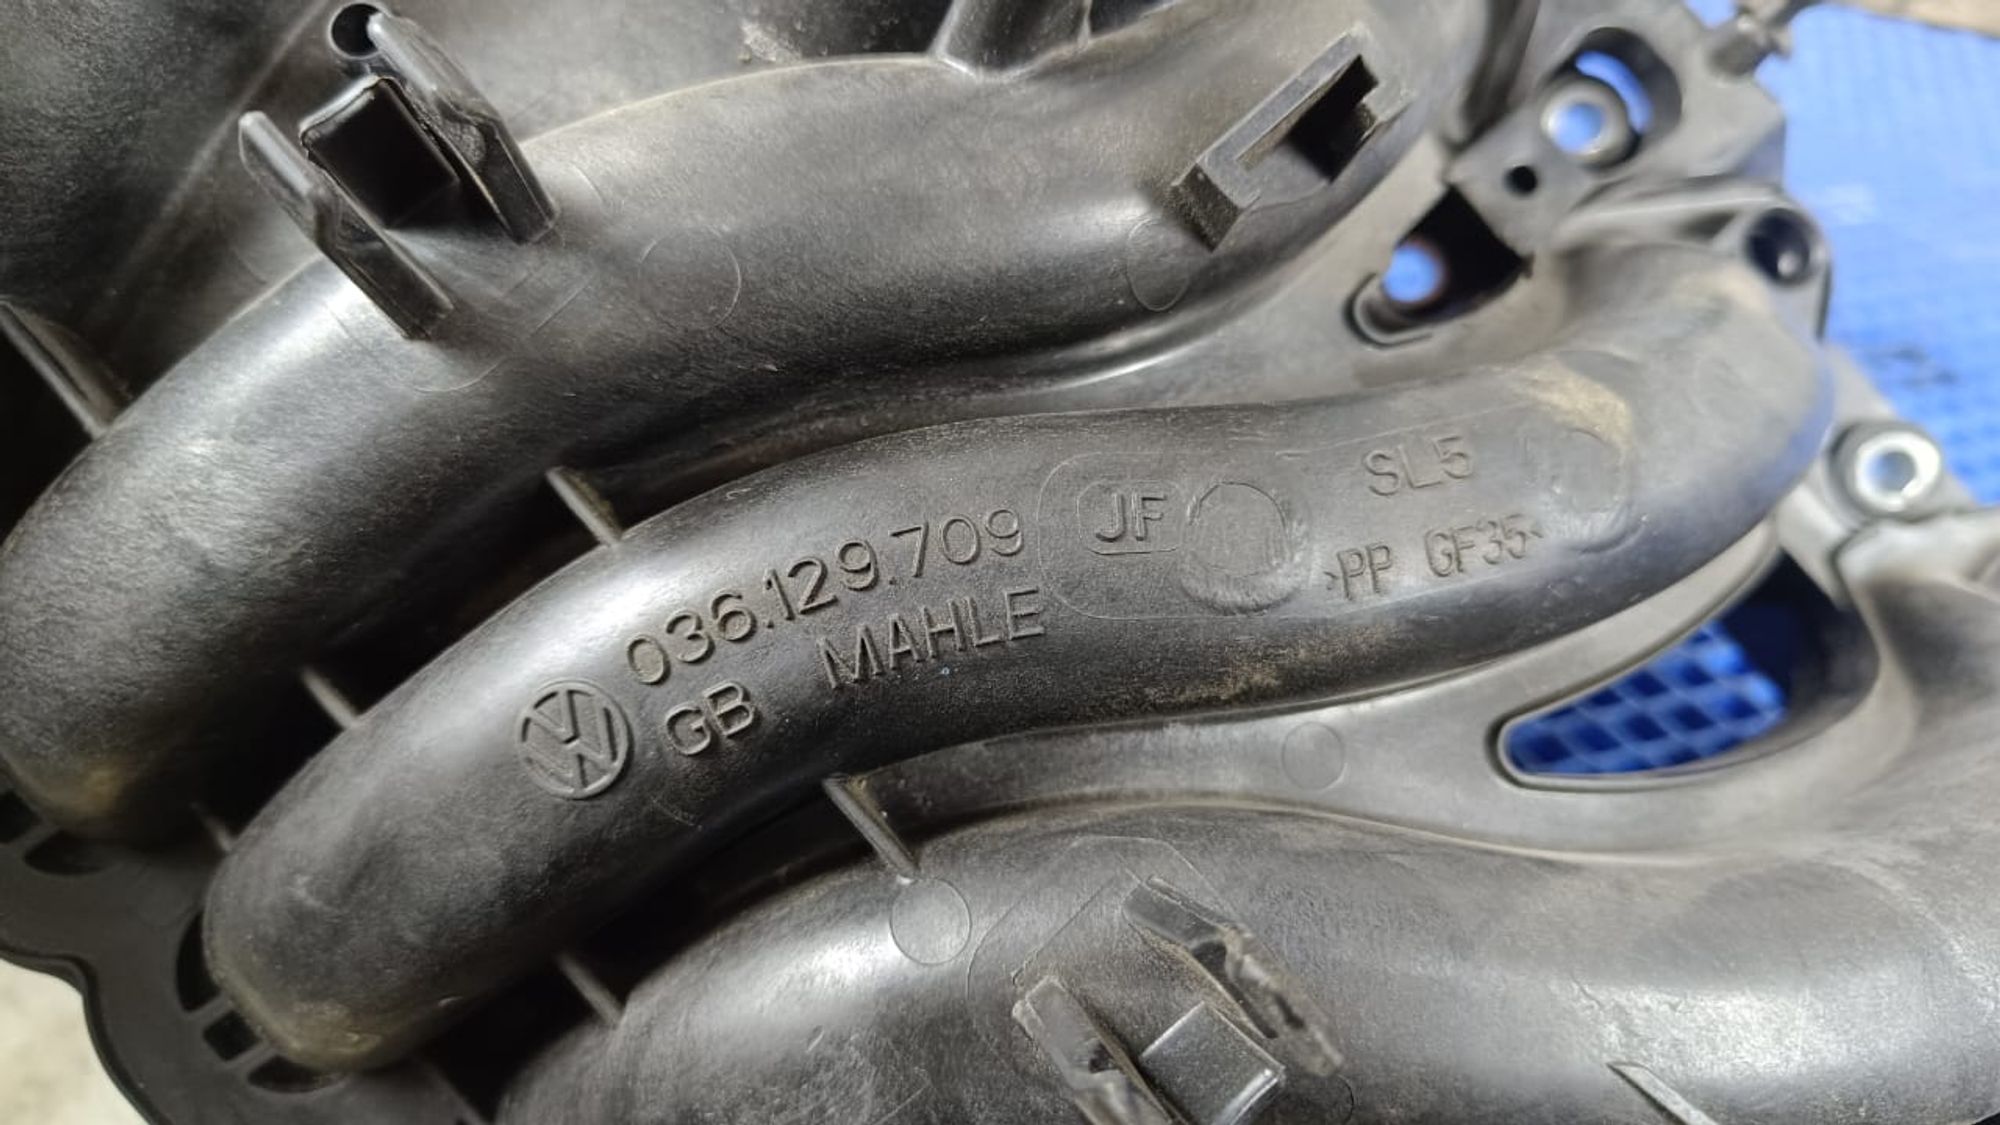 036.129.709
GB MAHLE
JF
SL5
>PP GF35<